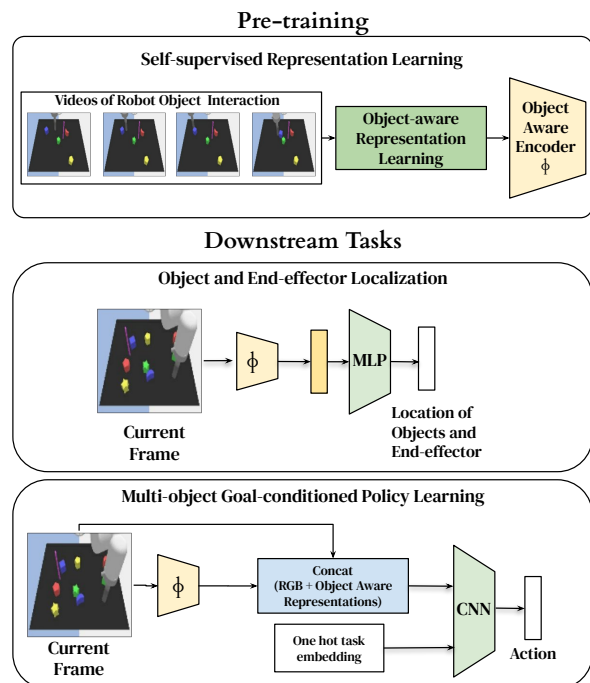 Pre-training
Self-supervised Representation Learning
Videos of Robot Object Interaction
Object-aware
Representation
Learning
Object
Aware
Encoder
ϕ
Downstream Tasks
Object and End-effector Localization
ϕ
MLP
Current
Frame
Location of
Objects and
End-effector
Multi-object Goal-conditioned Policy Learning
ϕ
Concat
(RGB + Object Aware
Representations)
CNN
One hot task
embedding
Current
Frame
Action